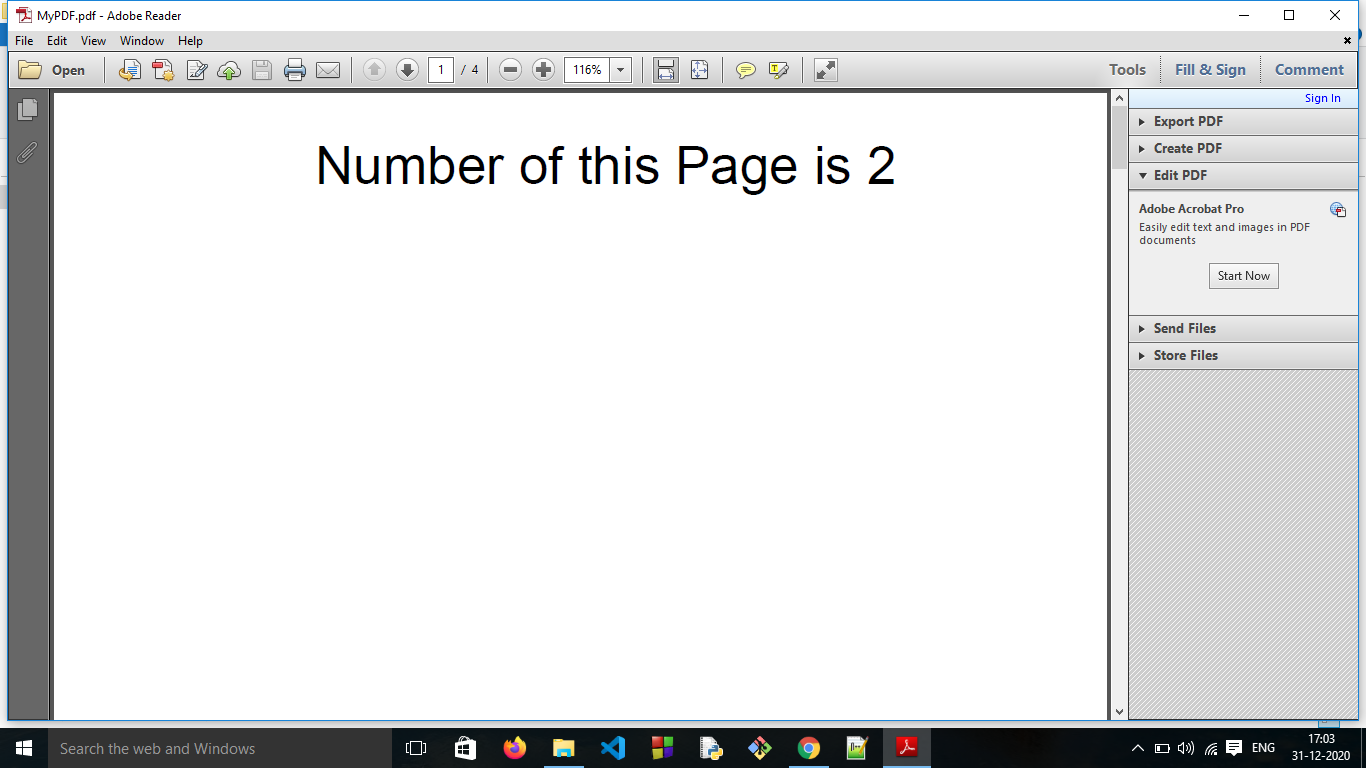 MyPDF.pdf - Adobe Reader
File Edit View Window Help
Open 1 / 4 116% Tools Fill & Sign Comment
Sign In
Number of this Page is 2
Export PDF
Create PDF
Edit PDF
Adobe Acrobat Pro
Easily edit text and images in PDF
documents
Start Now
Send Files
Store Files
Search the web and Windows
ENG
17:03
31-12-2020